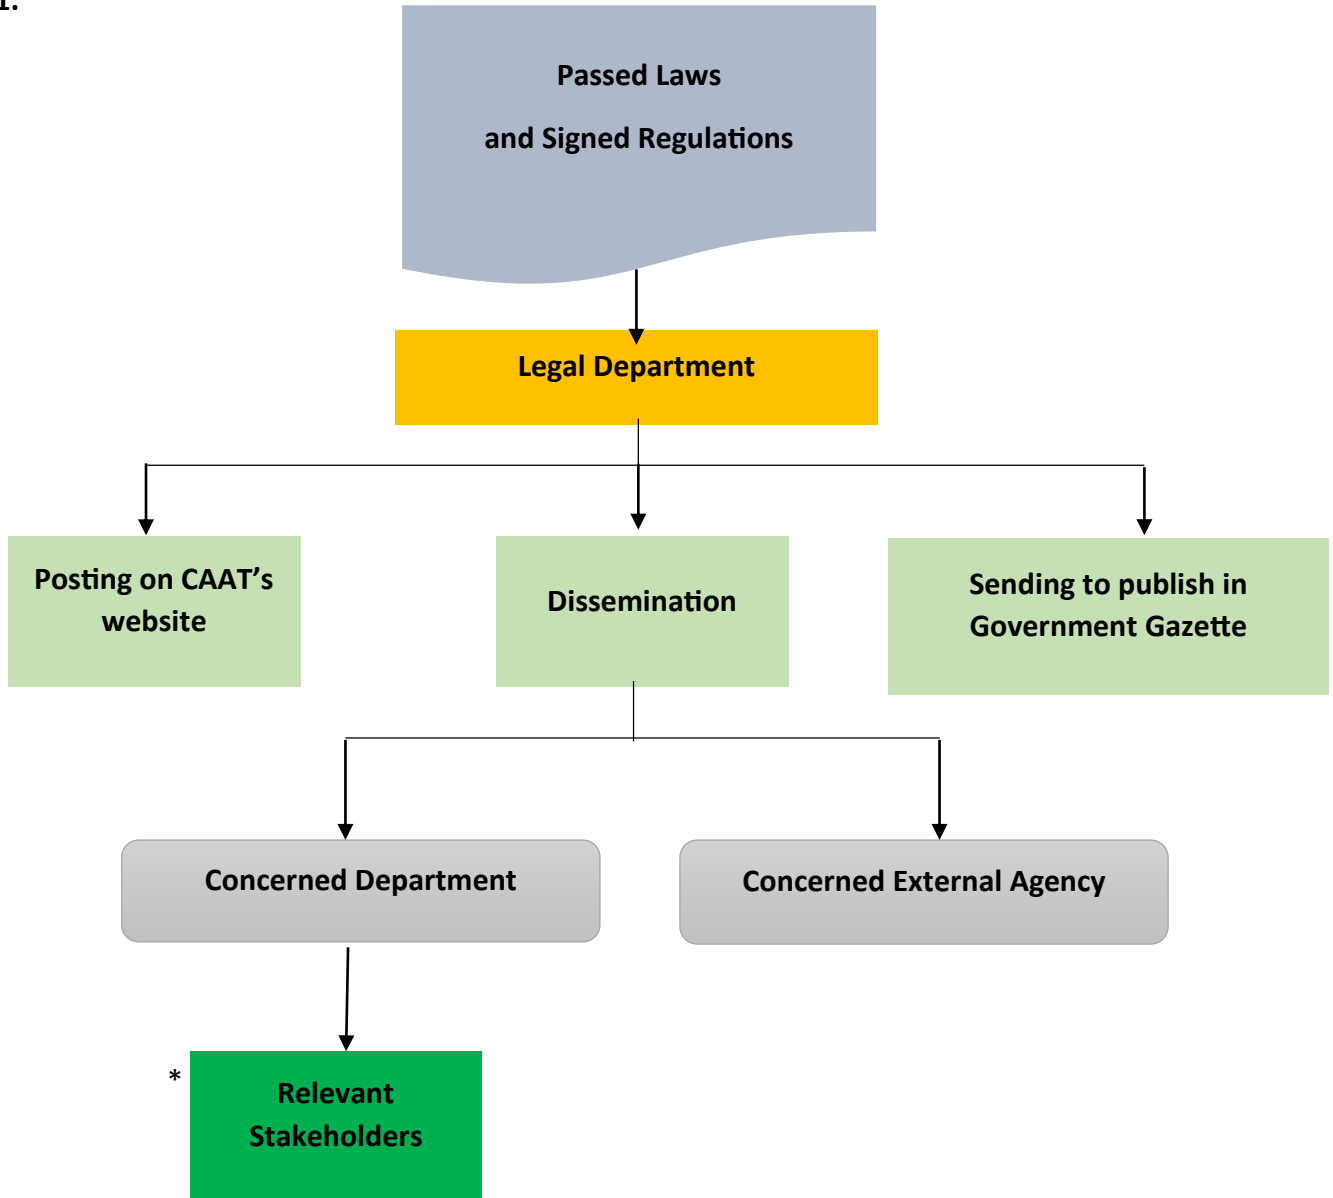 1.
Passed Laws
and Signed Regulations
Legal Department
Posting on CAAT’s
website
Dissemination
Sending to publish in
Government Gazette
Concerned Department
Concerned External Agency
*
Relevant
Stakeholders